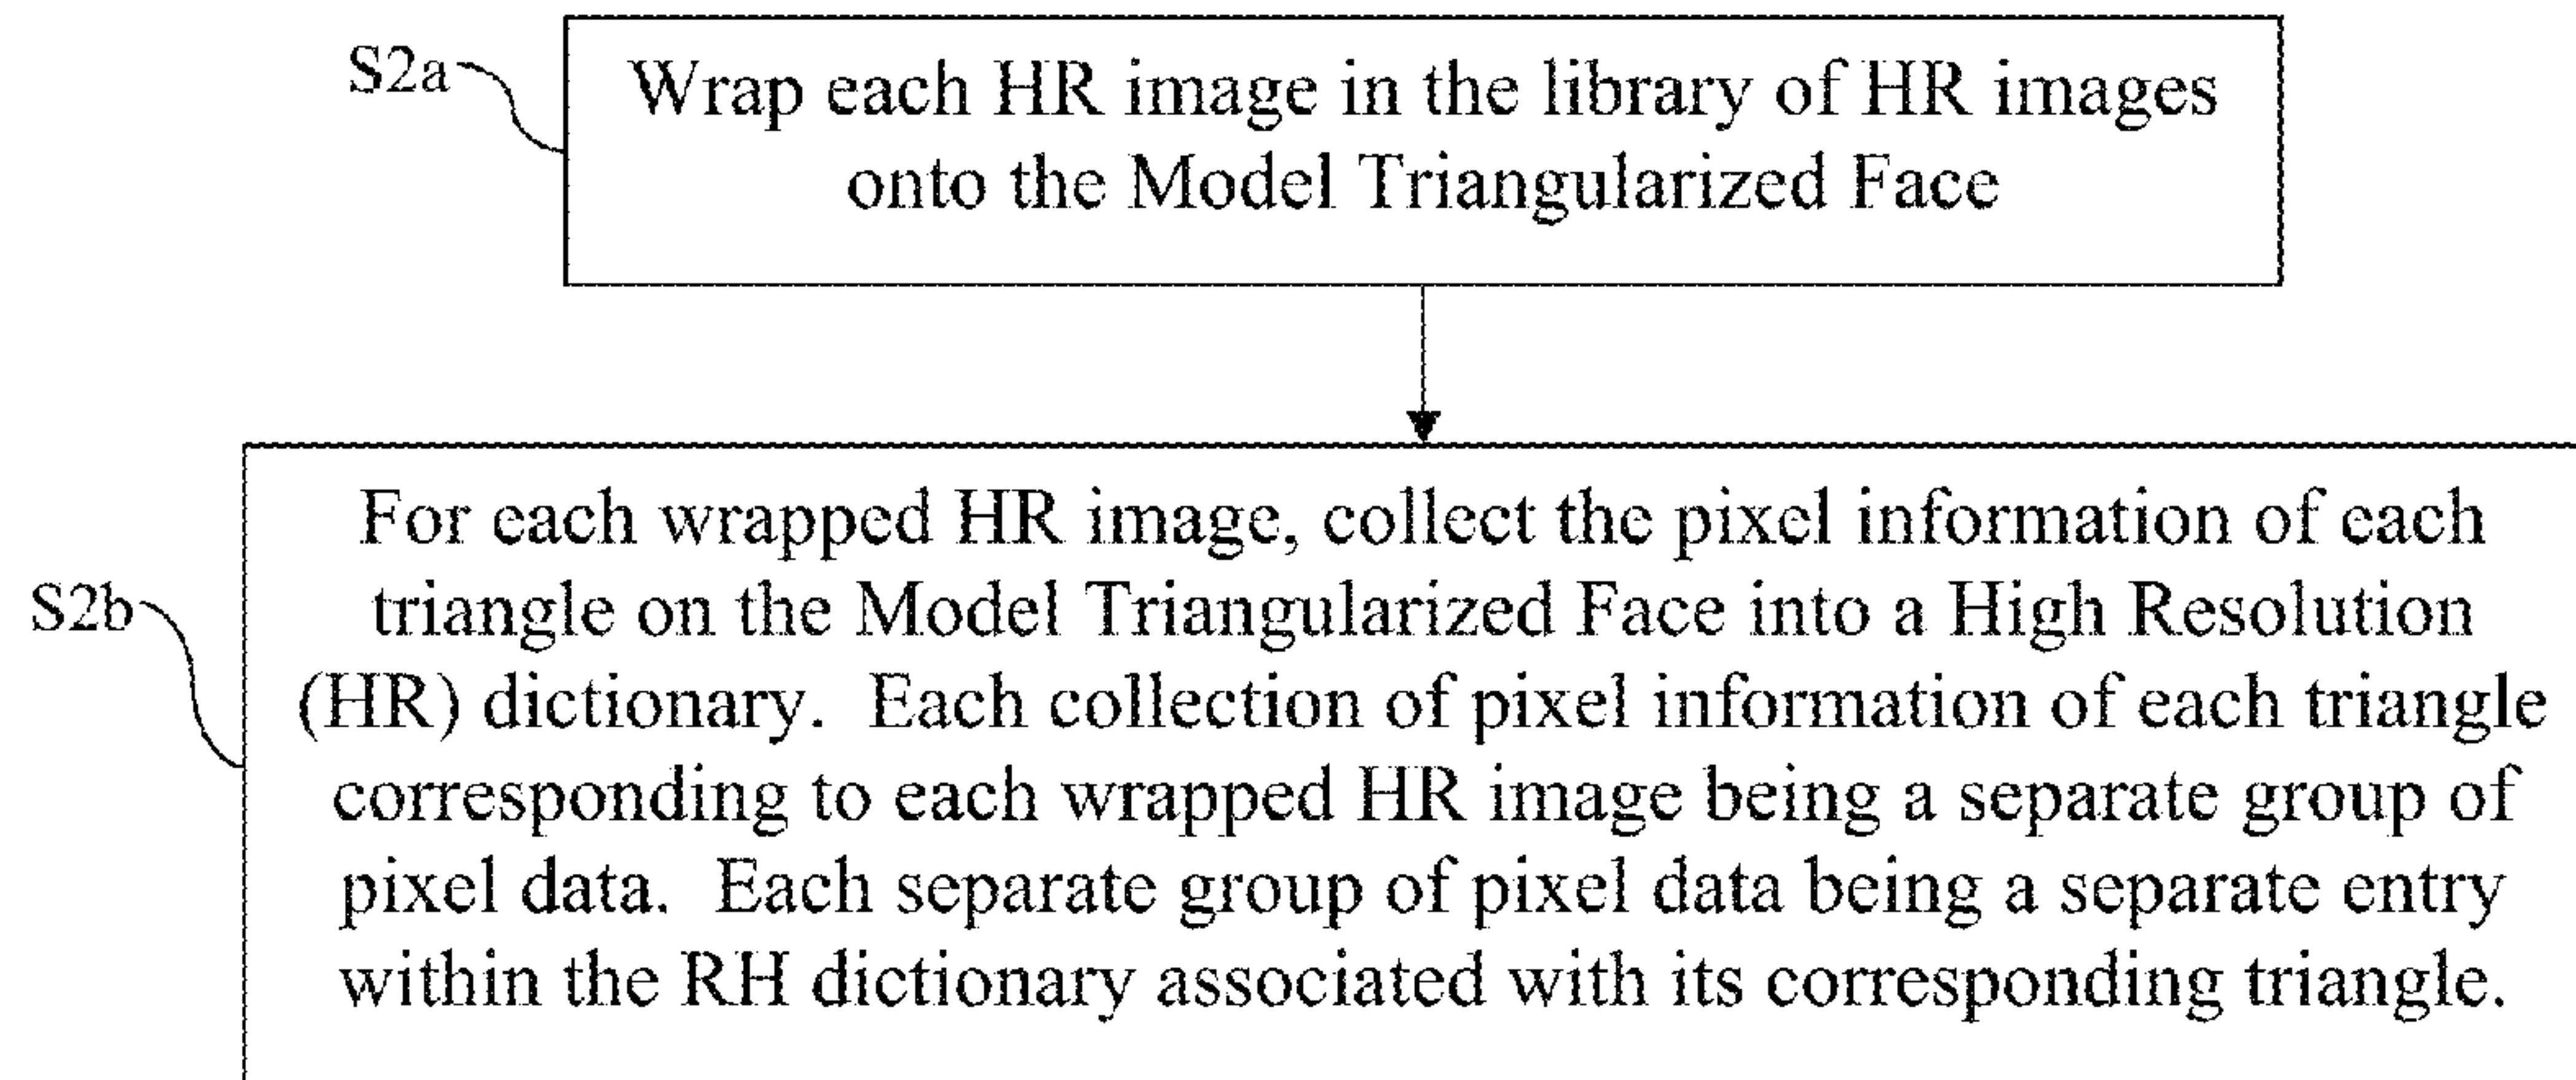 S2a
Wrap each HR image in the library of HR images
onto the Model Triangularized Face
S2b
For each wrapped HR image, collect the pixel information of each
triangle on the Model Triangularized Face into a High Resolution
(HR) dictionary.  Each collection of pixel information of each triangle
corresponding to each wrapped HR image being a separate group of
pixel data.  Each separate group of pixel data being a separate entry
within the RH dictionary associated with its corresponding triangle.